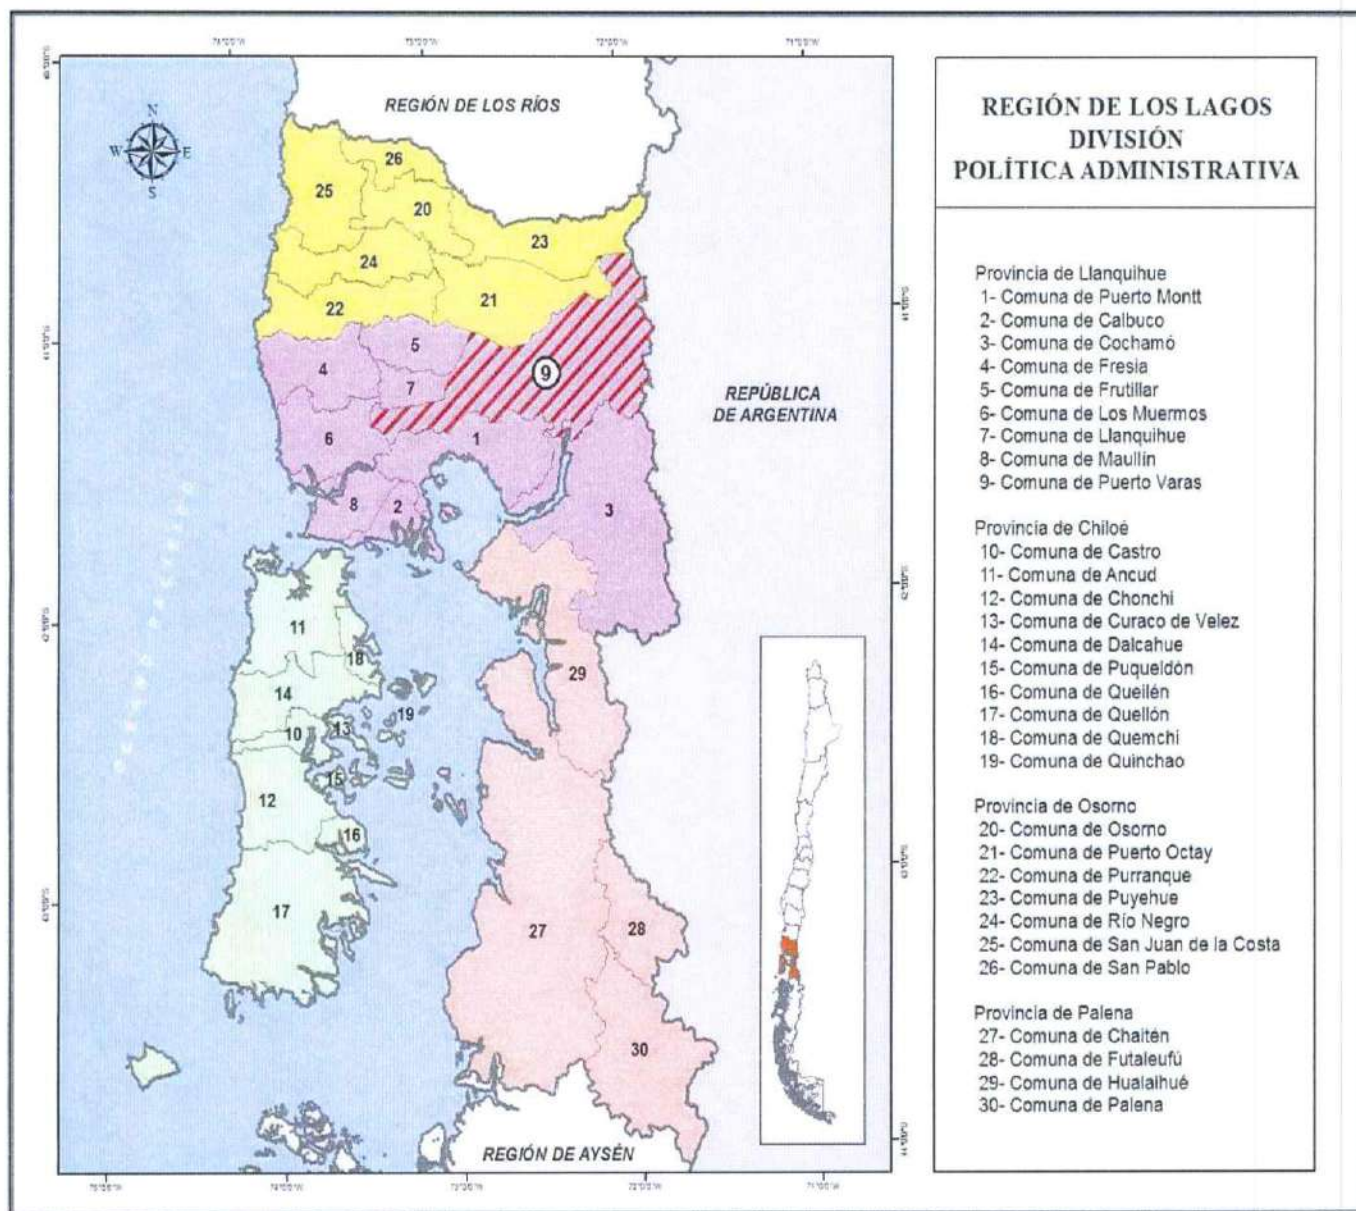 REGIÓN DE LOS LAGOS
DIVISIÓN
POLÍTICA ADMINISTRATIVA
REGIÓN DE LOS RÍOS
N
W E
S
26
25
20
23
24
21
22
5
4
9
7
REPÚBLICA
DE ARGENTINA
6
1
8
2
3
11
18
29
14
19
10
13
15
12
16
17
27
28
30
REGIÓN DE AYSÉN
Provincia de Llanquihue
1- Comuna de Puerto Montt
2- Comuna de Calbuco
3- Comuna de Cochamó
4- Comuna de Fresia
5- Comuna de Frutillar
6- Comuna de Los Muermos
7- Comuna de Llanquihue
8- Comuna de Maullín
9- Comuna de Puerto Varas
Provincia de Chiloé
10- Comuna de Castro
11- Comuna de Ancud
12- Comuna de Chonchi
13- Comuna de Curaco de Velez
14- Comuna de Dalcahue
15- Comuna de Puqueldón
16- Comuna de Queilén
17- Comuna de Quellón
18- Comuna de Quemchi
19- Comuna de Quinchao
Provincia de Osorno
20- Comuna de Osorno
21- Comuna de Puerto Octay
22- Comuna de Purranque
23- Comuna de Puyehue
24- Comuna de Río Negro
25- Comuna de San Juan de la Costa
26- Comuna de San Pablo
Provincia de Palena
27- Comuna de Chaitén
28- Comuna de Futaleufú
29- Comuna de Hualaihué
30- Comuna de Palena